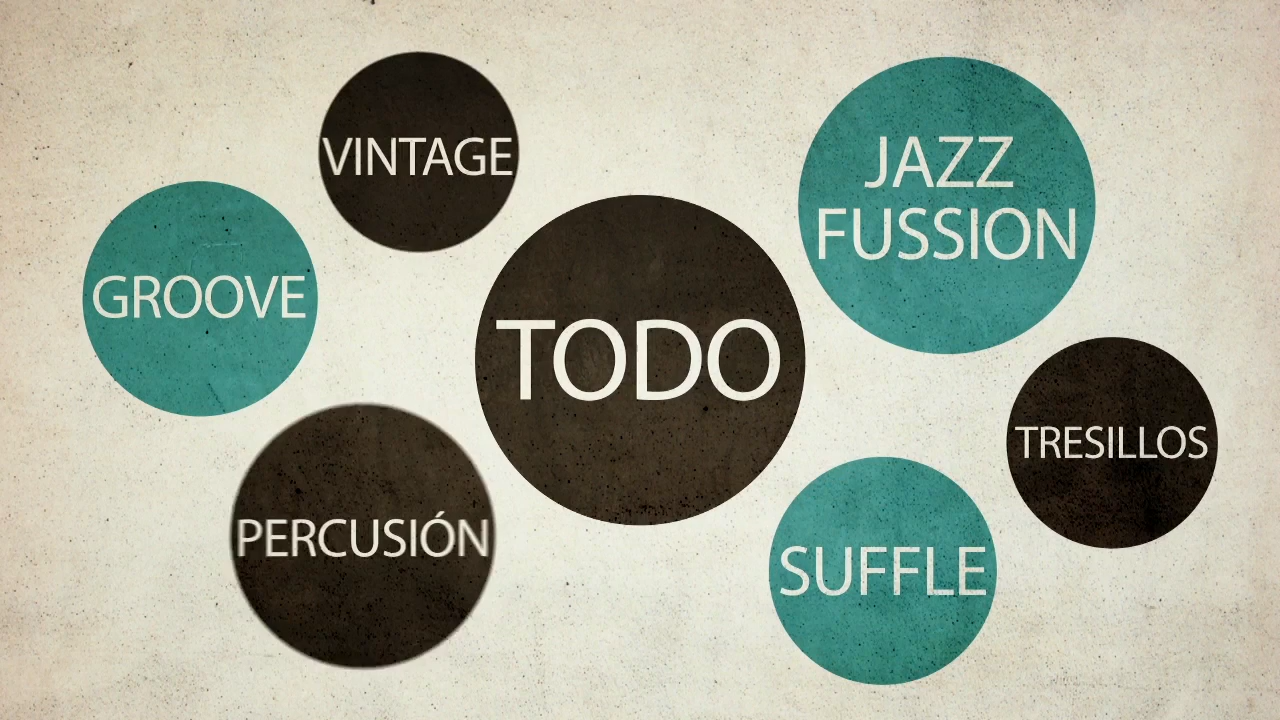 VINTAGE
JAZZ
FUSSION
GROOVE
TODO
TRESILLOS
PERCUSIÓN
SUFFLE